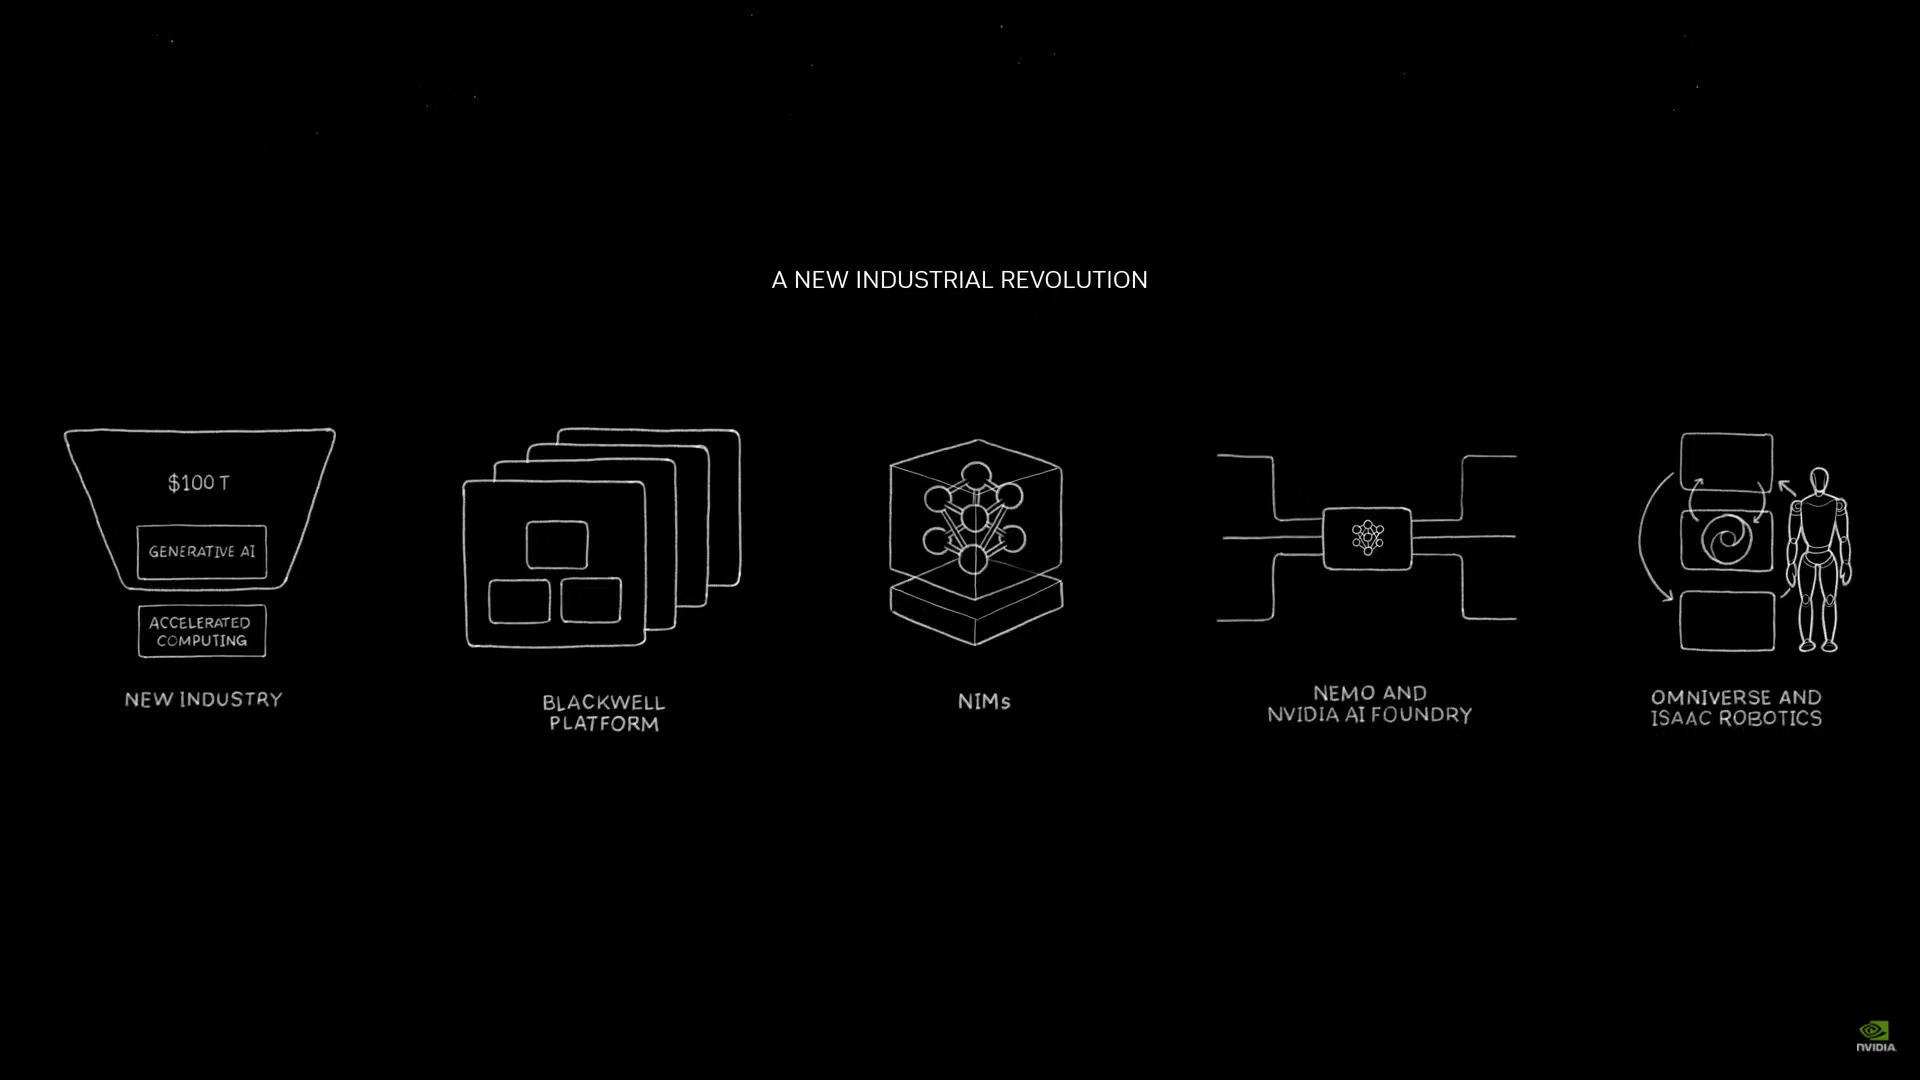 A NEW INDUSTRIAL REVOLUTION
$100 T
GENERATIVE AI
ACCELERATED
COMPUTING
NEW INDUSTRY
BLACKWELL
PLATFORM
NIMs
NEMO AND
NVIDIA AI FOUNDRY
OMNIVERSE AND
ISAAC ROBOTICS
NVIDIA